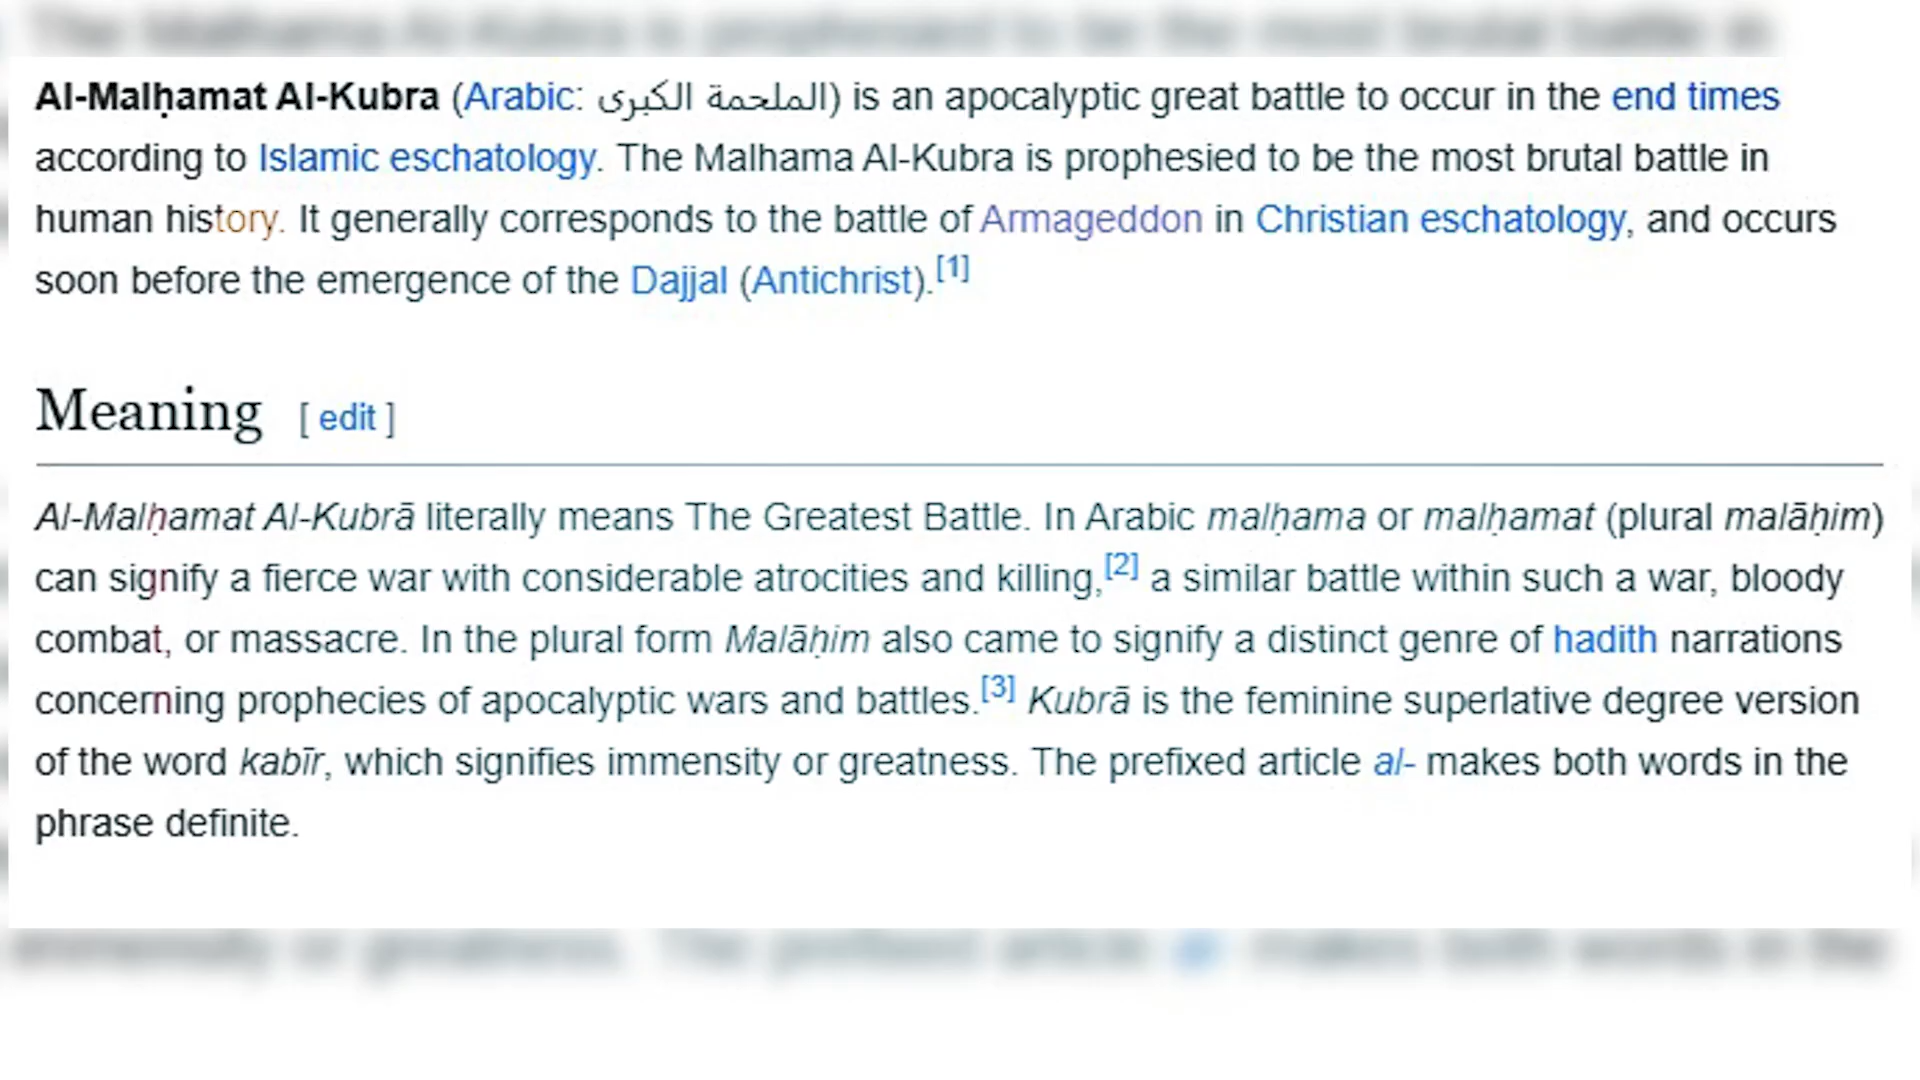 Al-Malḥamat Al-Kubra (Arabic: الملحمة الكبرى) is an apocalyptic great battle to occur in the end times
according to Islamic eschatology. The Malhama Al-Kubra is prophesied to be the most brutal battle in
human history. It generally corresponds to the battle of Armageddon in Christian eschatology, and occurs
soon before the emergence of the Dajjal (Antichrist).[1]
Meaning [ edit ]
Al-Malḥamat Al-Kubrā literally means The Greatest Battle. In Arabic malḥama or malḥamat (plural malāḥim)
can signify a fierce war with considerable atrocities and killing,[2] a similar battle within such a war, bloody
combat, or massacre. In the plural form Malāḥim also came to signify a distinct genre of hadith narrations
concerning prophecies of apocalyptic wars and battles.[3] Kubrā is the feminine superlative degree version
of the word kabīr, which signifies immensity or greatness. The prefixed article al- makes both words in the
phrase definite.